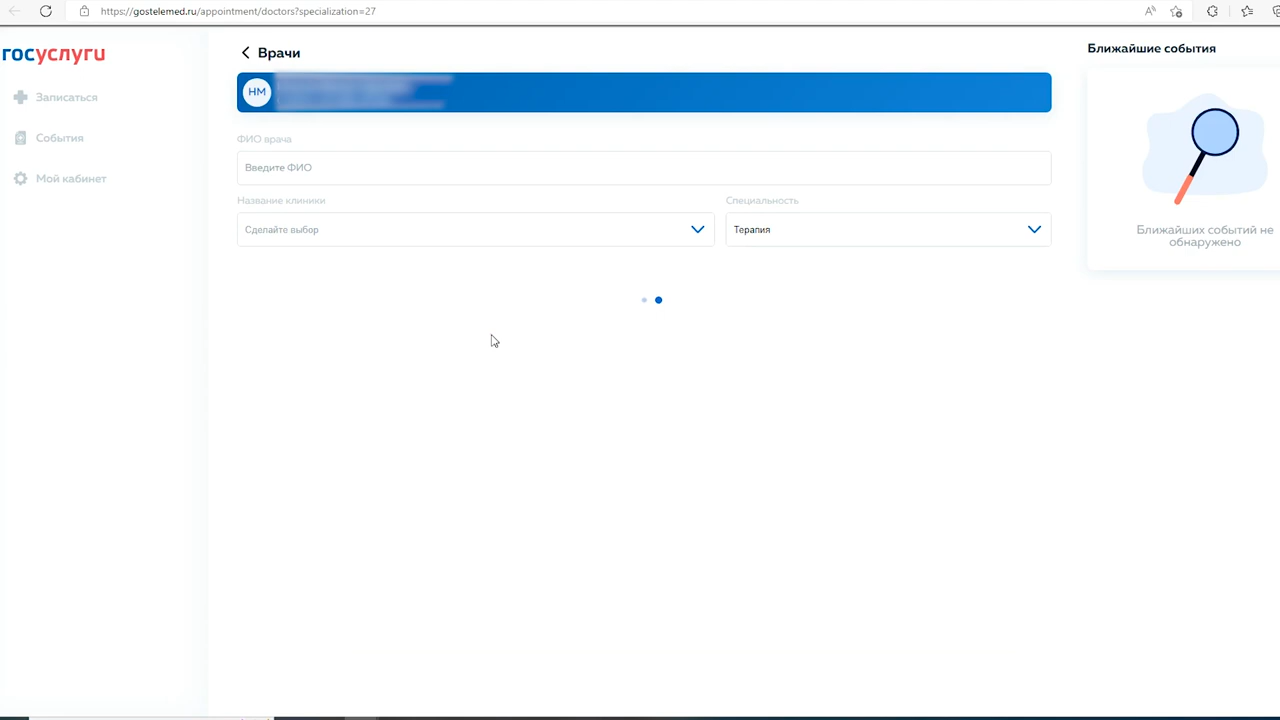 https://gostelemed.ru/appointment/doctors?specialization=27
госуслуги
Записаться
События
Мой кабинет
Врачи
НМ
ФИО врача
Введите ФИО
Название клиники
Сделайте выбор
Специальность
Терапия
Ближайшие события
Ближайших событий не
обнаружено